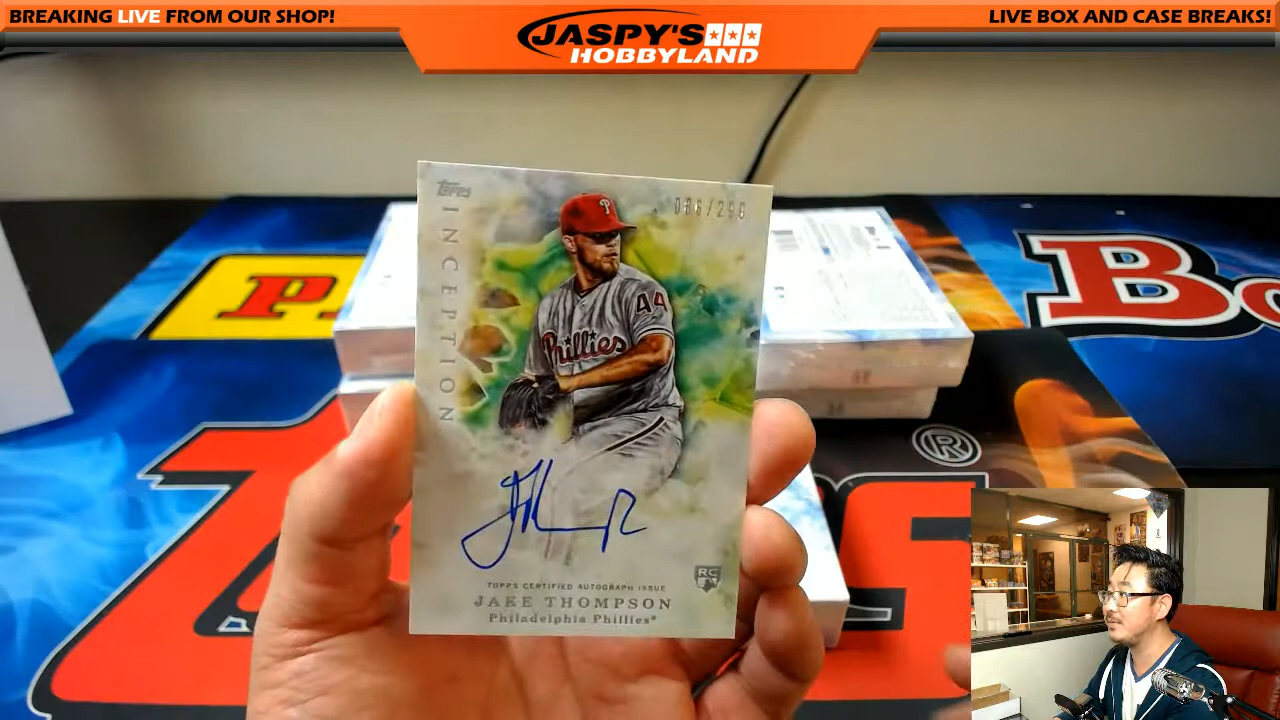 BREAKING LIVE FROM OUR SHOP!
JASPY'S
HOBBYLAND
LIVE BOX AND CASE BREAKS!
Topps
INCEPTION
P
44
Phillies
TOPPS CERTIFIED AUTOGRAPH ISSUE
RC
JAKE THOMPSON
Philadelphia Phillies®
P
Bo
®